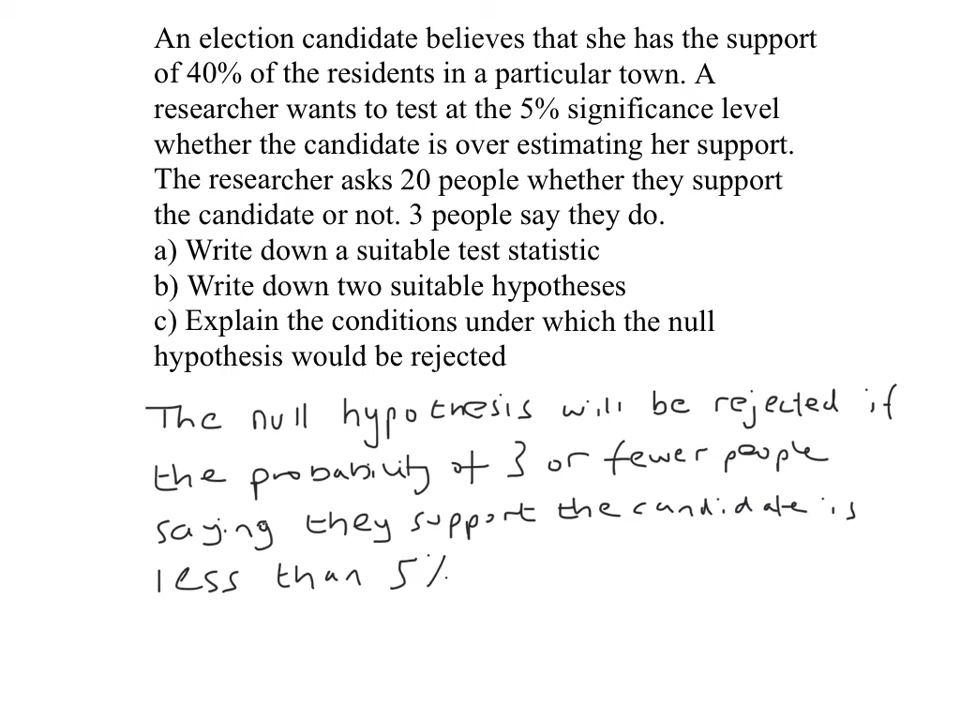 An election candidate believes that she has the support
of 40% of the residents in a particular town. A
researcher wants to test at the 5% significance level
whether the candidate is over estimating her support.
The researcher asks 20 people whether they support
the candidate or not. 3 people say they do.
a) Write down a suitable test statistic
b) Write down two suitable hypotheses
c) Explain the conditions under which the null
hypothesis would be rejected
The null hypothesis will be rejected if
the probability of 3 or fewer people
saying they support the candidate is
less than 5%